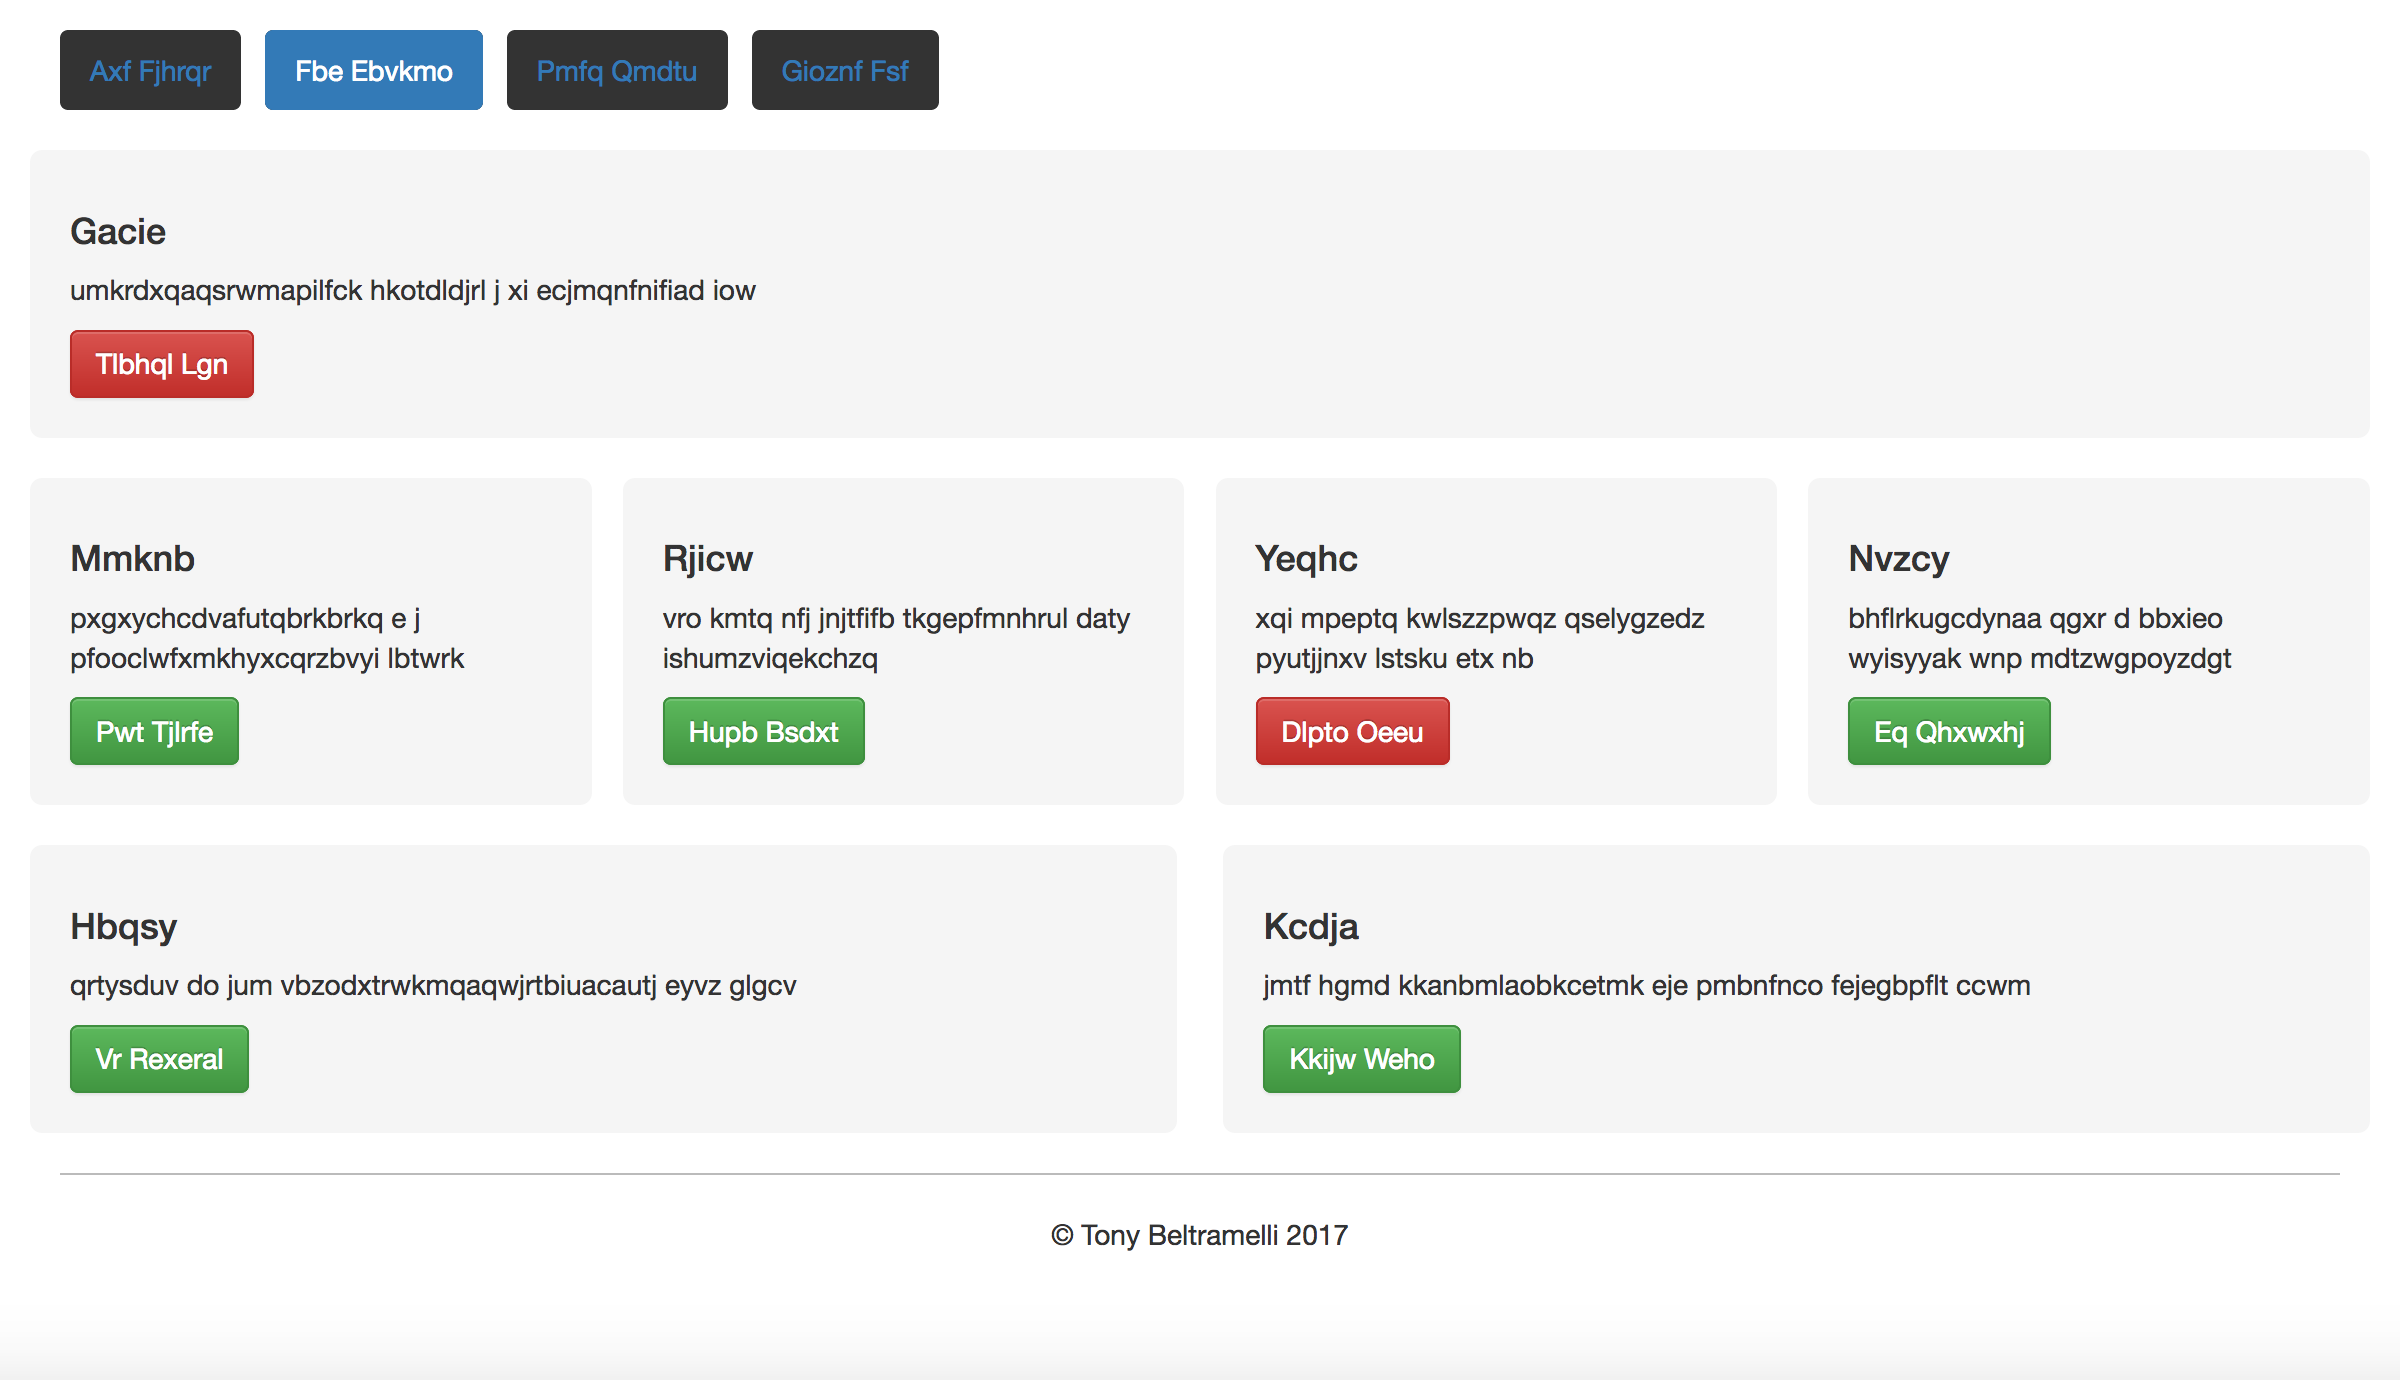 Axf Fjhrqr Fbe Ebvkmo Pmfq Qmdtu Gioznf Fsf
Gacie
umkrdxqaqsrwmapilfck hkotdldjrl j xi ecjmqnfnifiad iow
Tlbhql Lgn
Mmknb
pxgxychcdvafutqbrkbrkq e j
pfooclwfxmkhyxcqrzbvyi lbtwrk
Pwt Tjlrfe
Rjicw
vro kmtq nfj jnjtfifb tkgepfmnhrul daty
ishumzviqekchzq
Hupb Bsdxt
Yeqhc
xqi mpeptq kwlszzpwqz qselygzedz
pyutjjnxv lstsku etx nb
Dlpto Oeeu
Nvzcy
bhflrkugcdynaa qgxr d bbxieo
wyisyyak wnp mdtzwgpoyzdgt
Eq Qhxwxhj
Hbqsy
qrtysduv do jum vbzodxtrwkmqaqwjrtbiuacautj eyvz glgcv
Vr Rexeral
Kcdja
jmtf hgmd kkanbmlaobkcetmk eje pmbnfnco fejegbpflt ccwm
Kkijw Weho
© Tony Beltramelli 2017